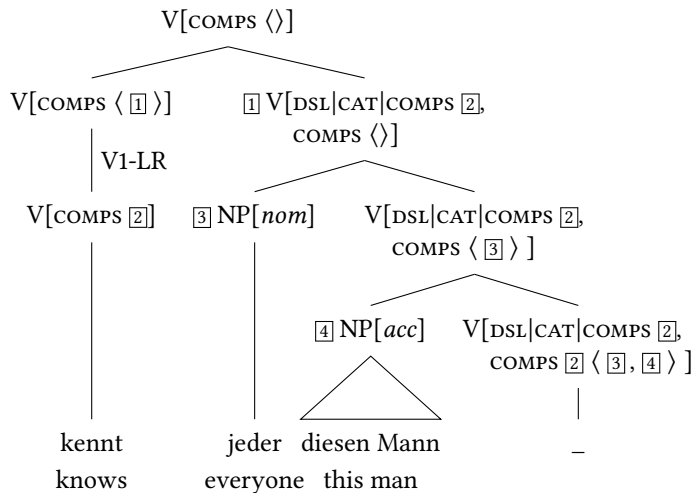 V[COMPS ⟨⟩]
V[COMPS ⟨ 1 ⟩] 1 V[DSL|CAT|COMPS 2,
COMPS ⟨⟩]
V1-LR
V[COMPS 2] 3 NP[nom] V[DSL|CAT|COMPS 2,
COMPS ⟨ 3 ⟩ ]
4 NP[acc] V[DSL|CAT|COMPS 2,
COMPS 2 ⟨ 3, 4 ⟩ ]
kennt jeder diesen Mann _
knows everyone this man